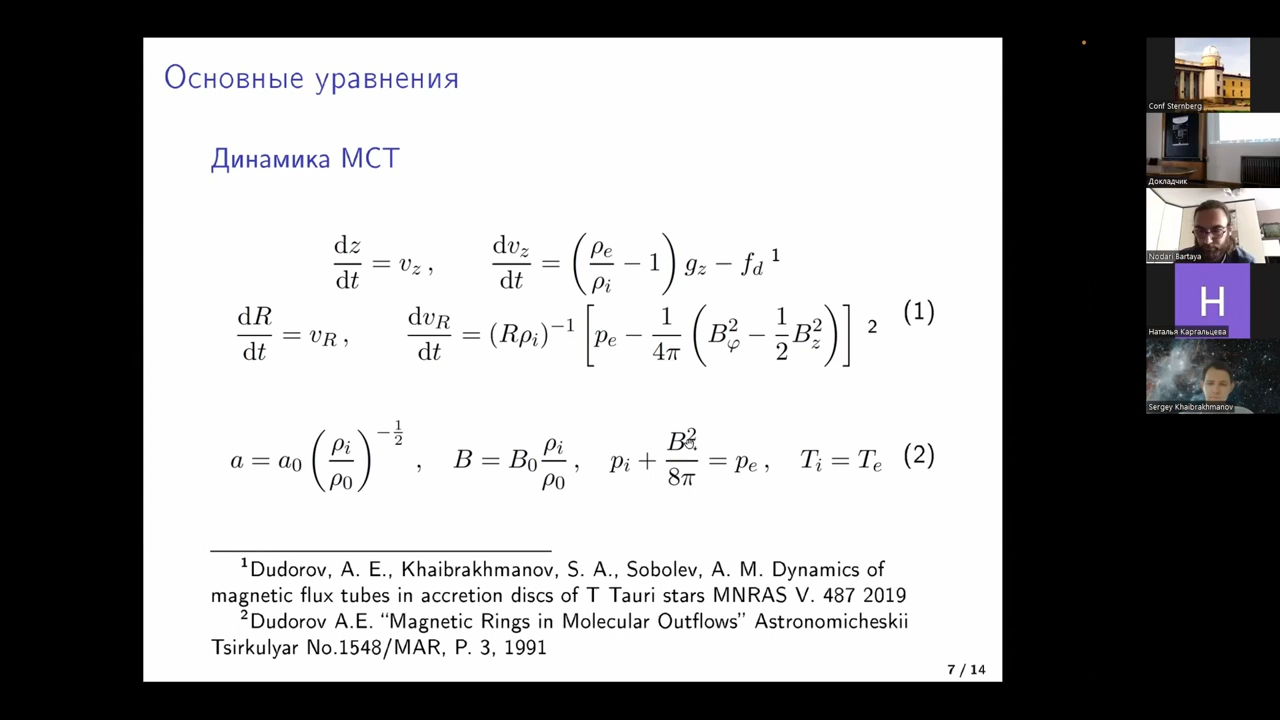 Основные уравнения
Динамика МСТ
dz/dt = v_z , dv_z/dt = (ρ_e/ρ_i − 1) g_z − f_d ¹
dR/dt = v_R , dv_R/dt = (Rρ_i)^−1 [p_e − 1/4π (B_φ^2 − 1/2 B_z^2)] ² (1)
a = a_0 (ρ_i/ρ_0)^−1/2 , B = B_0 ρ_i/ρ_0 , p_i + B^2/8π = p_e , T_i = T_e (2)
¹Dudorov, A. E., Khaibrakhmanov, S. A., Sobolev, A. M. Dynamics of
magnetic flux tubes in accretion discs of T Tauri stars MNRAS V. 487 2019
²Dudorov A.E. “Magnetic Rings in Molecular Outflows” Astronomicheskii
Tsirkulyar No.1548/MAR, P. 3, 1991
7 / 14
Conf Sternberg
Докладчик
Nodari Bartaya
H
Наталья Каргальцева
Sergey Khaibrakhmanov